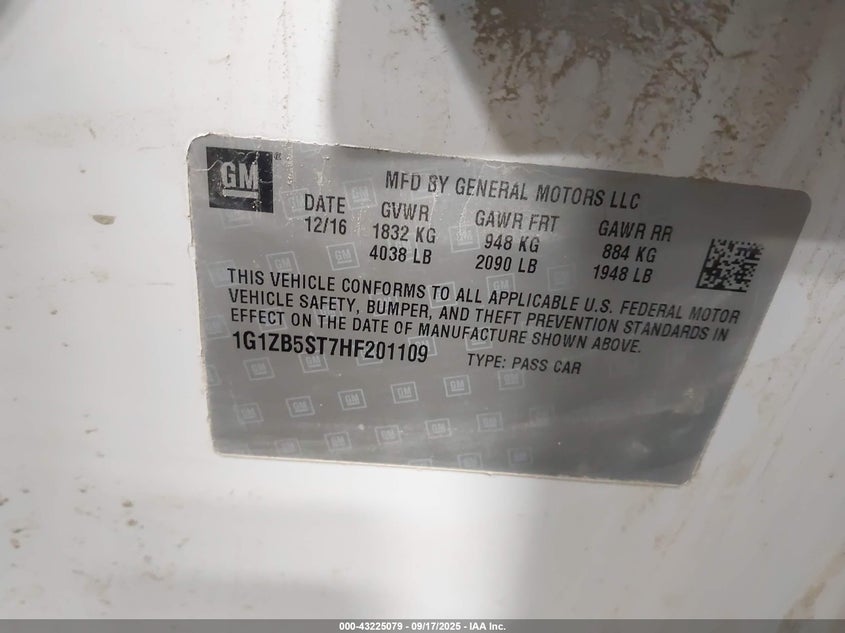 GM ®
MFD BY GENERAL MOTORS LLC
DATE GVWR GAWR FRT GAWR RR
12/16 1832 KG 948 KG 884 KG
4038 LB 2090 LB 1948 LB
THIS VEHICLE CONFORMS TO ALL APPLICABLE U.S. FEDERAL MOTOR
VEHICLE SAFETY, BUMPER, AND THEFT PREVENTION STANDARDS IN
EFFECT ON THE DATE OF MANUFACTURE SHOWN ABOVE.
1G1ZB5ST7HF201109 TYPE: PASS CAR
000-43225079 | 09/17/2025 | IAA Inc.